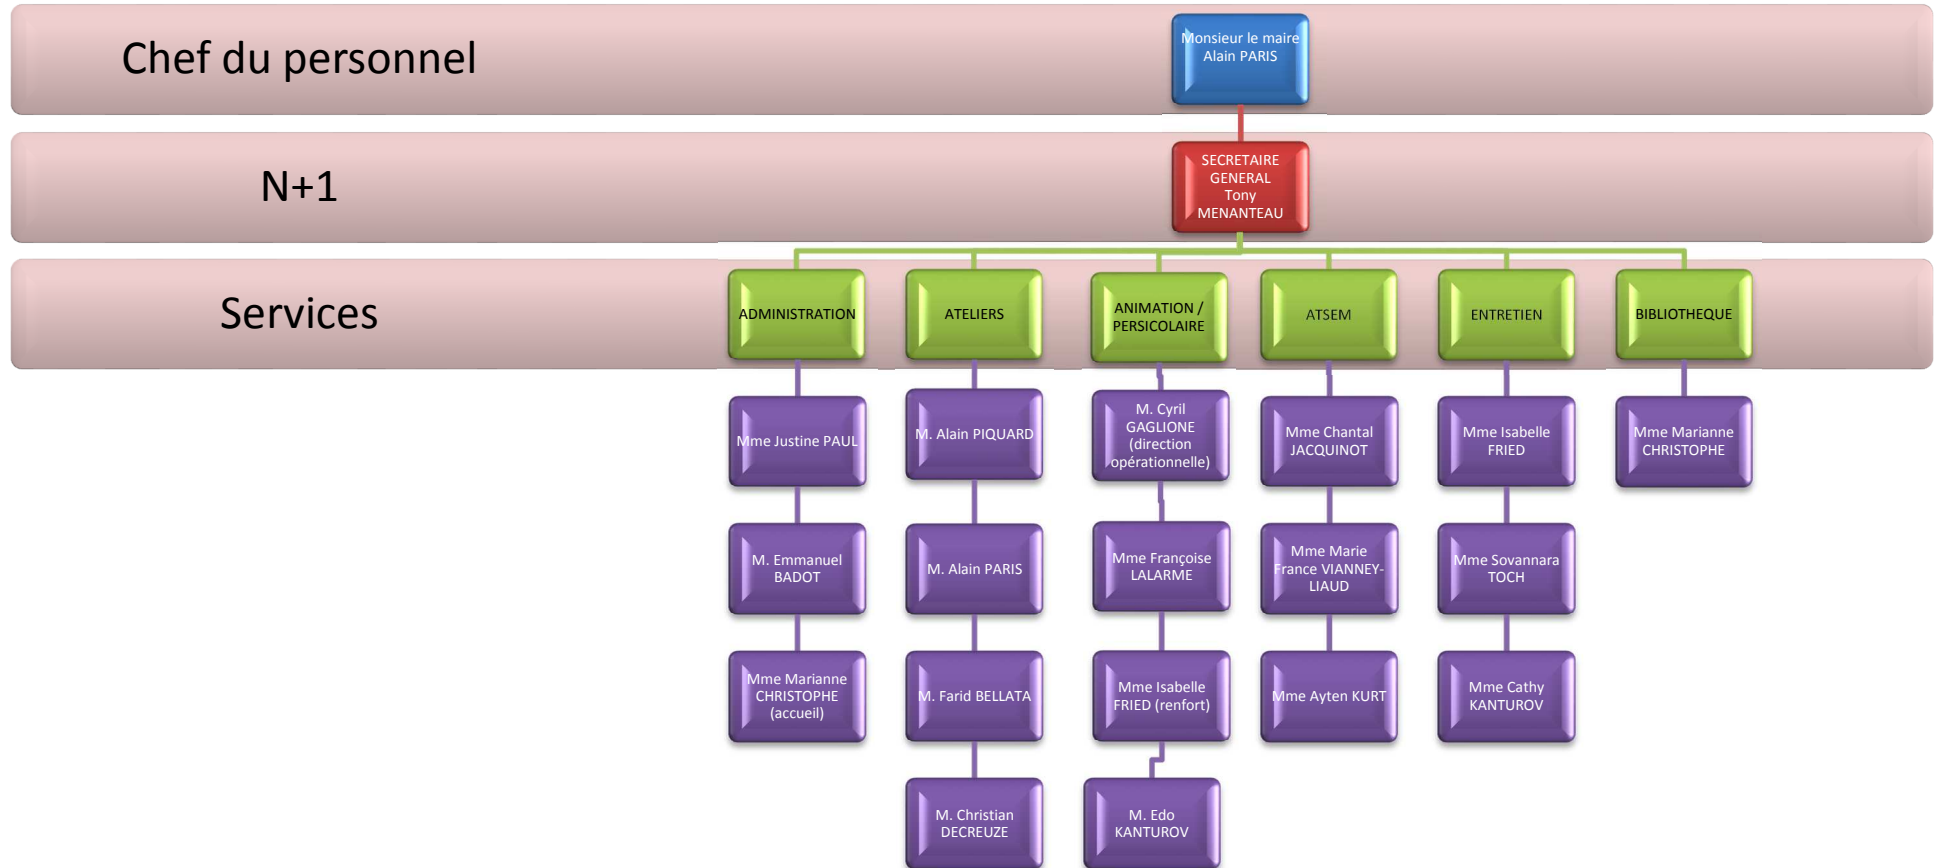 Chef du personnel
Monsieur le maire
Alain PARIS
N+1
SECRETAIRE
GENERAL
Tony
MENANTEAU
Services
ADMINISTRATION
ATELIERS
ANIMATION /
PERSICOLAIRE
ATSEM
ENTRETIEN
BIBLIOTHEQUE
Mme Justine PAUL
M. Emmanuel
BADOT
Mme Marianne
CHRISTOPHE
(accueil)
M. Alain PIQUARD
M. Alain PARIS
M. Farid BELLATA
M. Christian
DECREUZE
M. Cyril
GAGLIONE
(direction
opérationnelle)
Mme Françoise
LALARME
Mme Isabelle
FRIED (renfort)
M. Edo
KANTUROV
Mme Chantal
JACQUINOT
Mme Marie
France VIANNEY-
LIAUD
Mme Ayten KURT
Mme Isabelle
FRIED
Mme Sovannara
TOCH
Mme Cathy
KANTUROV
Mme Marianne
CHRISTOPHE